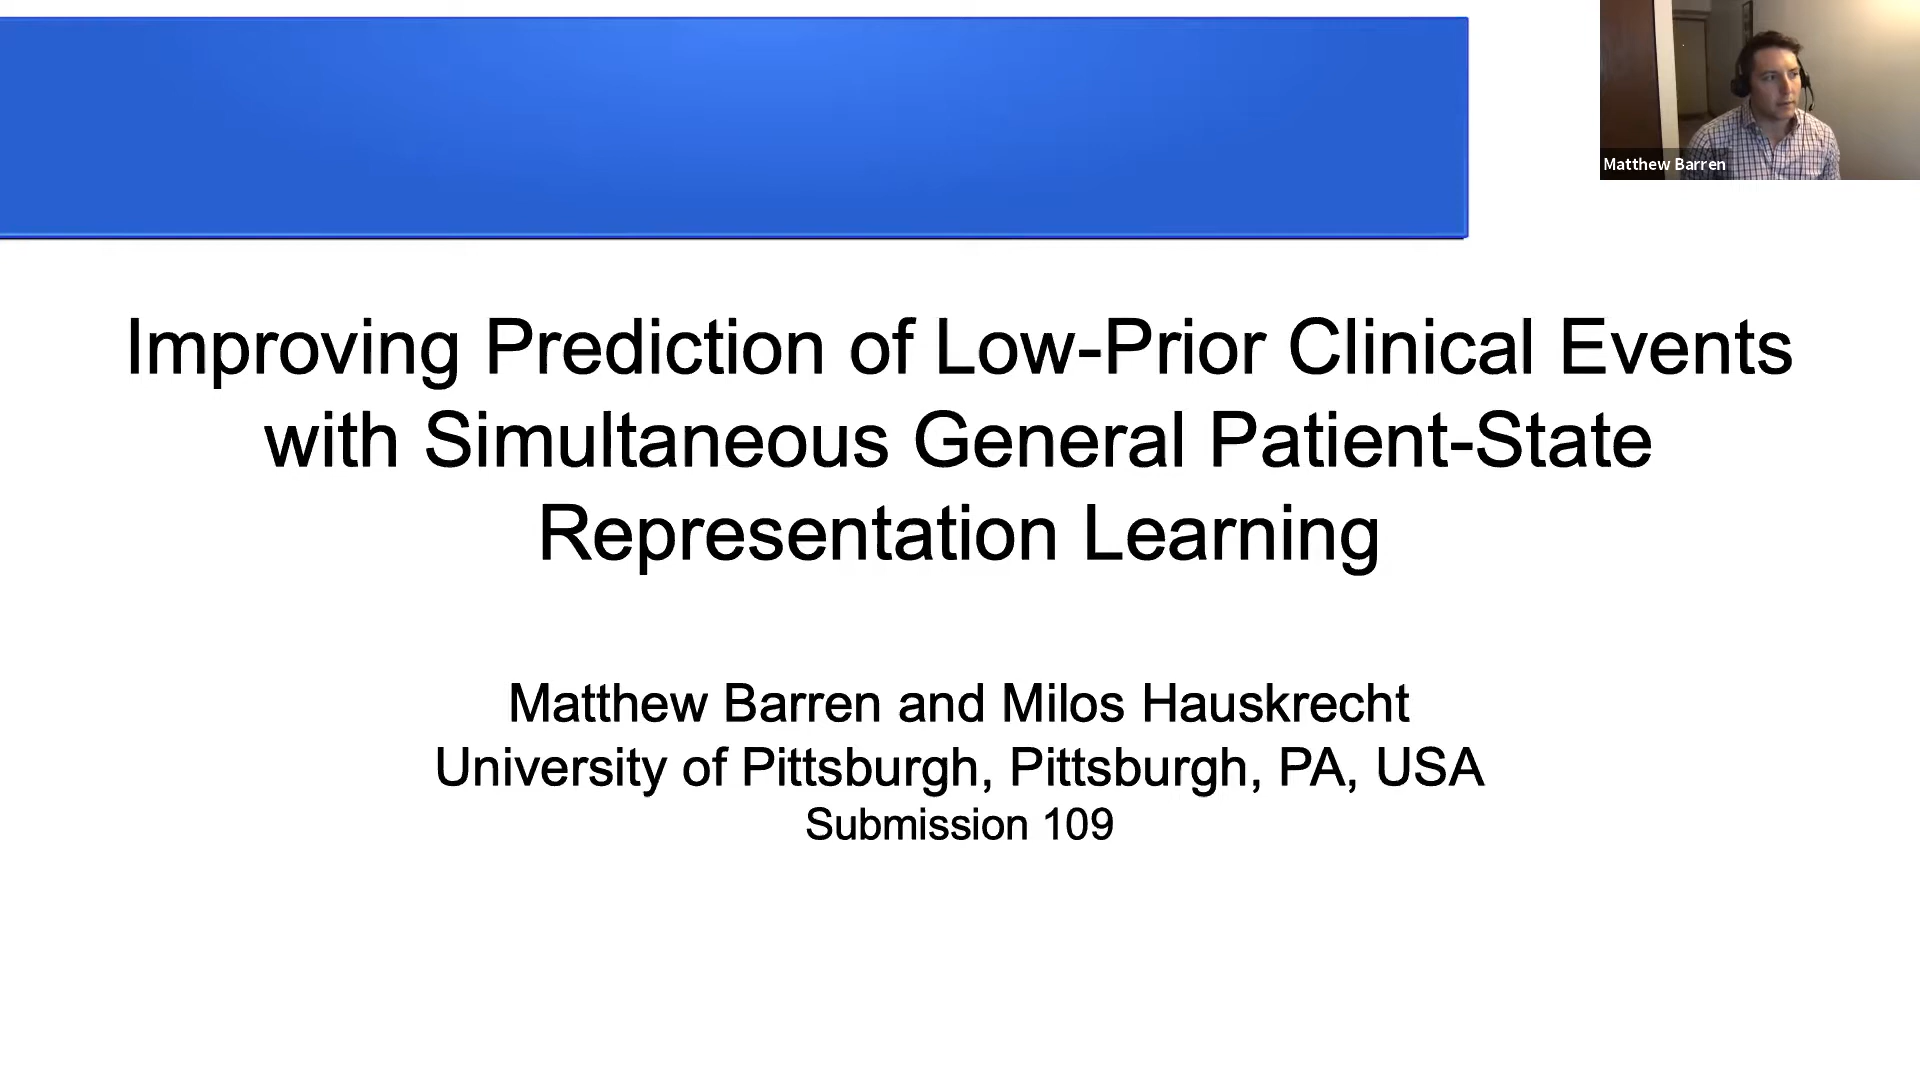 Matthew Barren
Improving Prediction of Low-Prior Clinical Events
with Simultaneous General Patient-State
Representation Learning
Matthew Barren and Milos Hauskrecht
University of Pittsburgh, Pittsburgh, PA, USA
Submission 109